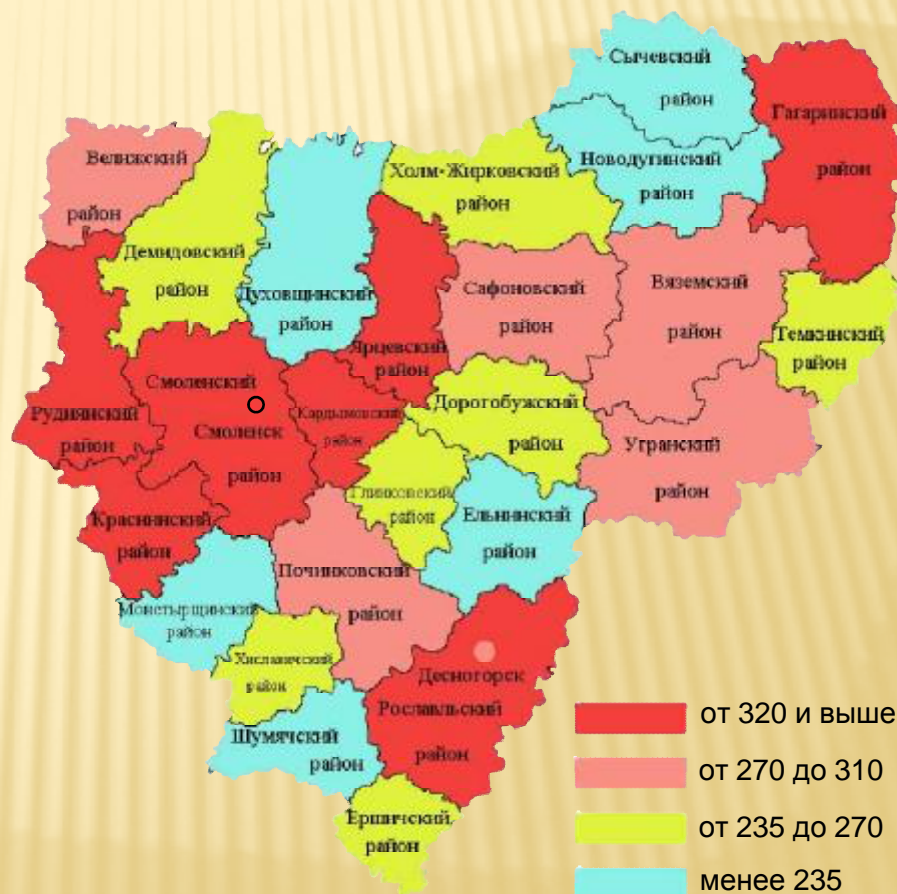 Сычевский
район
Гагаринский
район
Велижский
район
Новодугинский
район
Холм-Жирковский
район
Демидовский
район
Духовщинский
район
Сафоновский
район
Вяземский
район
Темкинский
район
Ярцевский
район
Смоленский
Смоленск
район
Кардымовский
район
Руднянский
район
Дорогобужский
район
Угранский
район
Глинковский
район
Ельнинский
район
Краснинский
район
Починковский
район
Монстырщинский
район
Хиславичский
район
Десногорск
Рославльский
район
Шумячский
район
Ершичский
район
от 320 и выше
от 270 до 310
от 235 до 270
менее 235